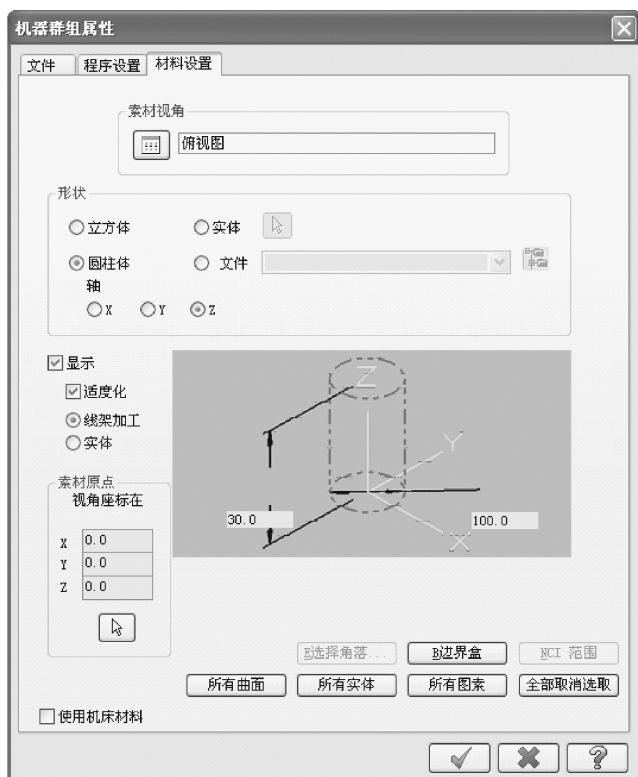 机器群组属性
文件 程序设置 材料设置
素材视角
俯视图
形状
立方体 实体
圆柱体 文件
轴
X Y Z
显示
适度化
线架加工
实体
Z
Y
X
30.0 100.0
素材原点
视角座标在
X 0.0
Y 0.0
Z 0.0
E选择角落... B边界盒 NCI 范围
所有曲面 所有实体 所有图素 全部取消选取
使用机床材料